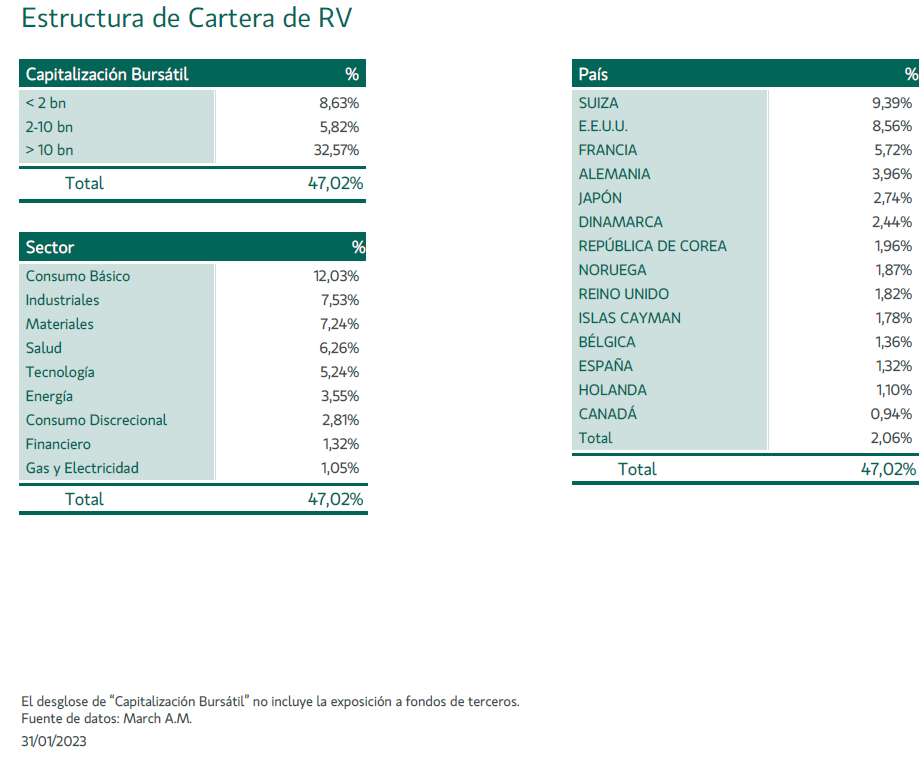 Estructura de Cartera de RV
Capitalización Bursátil %
< 2 bn 8,63%
2-10 bn 5,82%
> 10 bn 32,57%
Total 47,02%
Sector %
Consumo Básico 12,03%
Industriales 7,53%
Materiales 7,24%
Salud 6,26%
Tecnología 5,24%
Energía 3,55%
Consumo Discrecional 2,81%
Financiero 1,32%
Gas y Electricidad 1,05%
Total 47,02%
País %
SUIZA 9,39%
E.E.U.U. 8,56%
FRANCIA 5,72%
ALEMANIA 3,96%
JAPÓN 2,74%
DINAMARCA 2,44%
REPÚBLICA DE COREA 1,96%
NORUEGA 1,87%
REINO UNIDO 1,82%
ISLAS CAYMAN 1,78%
BÉLGICA 1,36%
ESPAÑA 1,32%
HOLANDA 1,10%
CANADÁ 0,94%
Total 2,06%
Total 47,02%
El desglose de “Capitalización Bursátil” no incluye la exposición a fondos de terceros.
Fuente de datos: March A.M.
31/01/2023